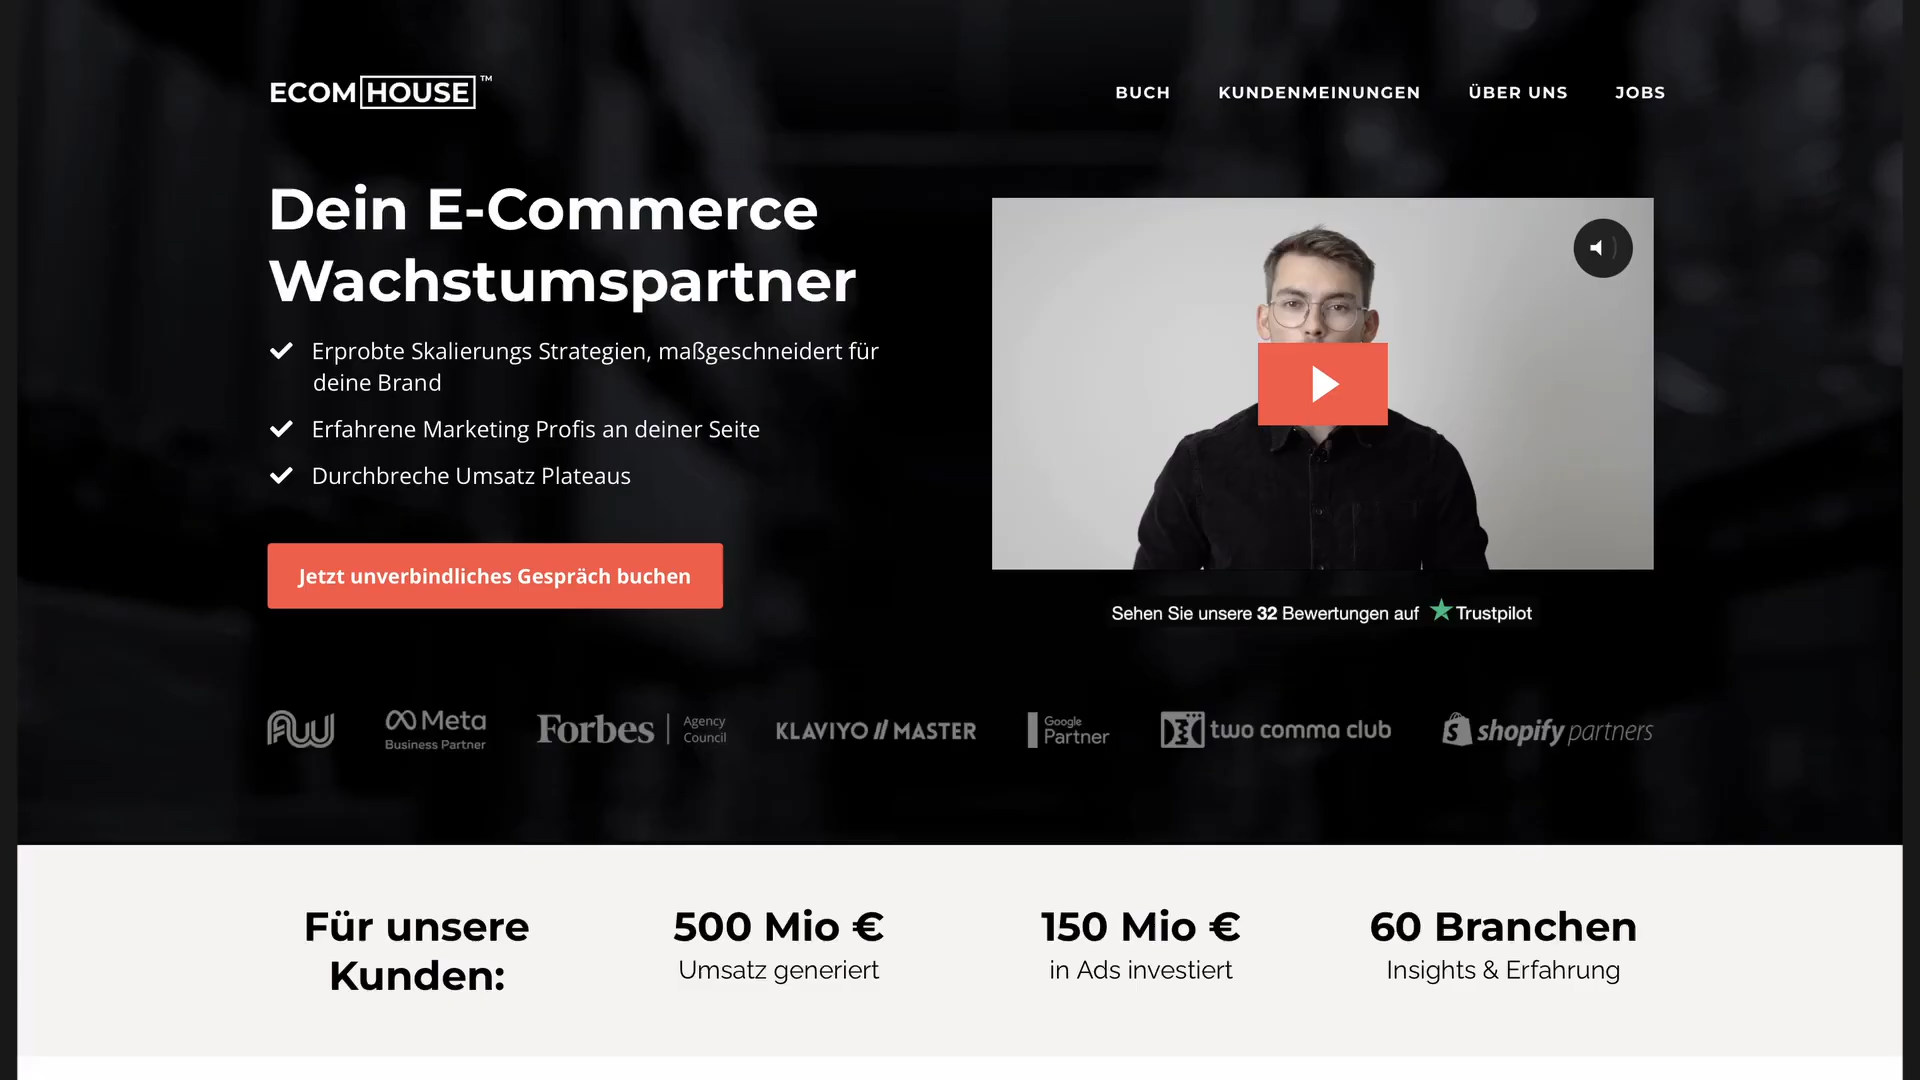 ECOM HOUSE ™
BUCH KUNDENMEINUNGEN ÜBER UNS JOBS
Dein E-Commerce
Wachstumspartner
Erprobte Skalierungs Strategien, maßgeschneidert für
deine Brand
Erfahrene Marketing Profis an deiner Seite
Durchbreche Umsatz Plateaus
Jetzt unverbindliches Gespräch buchen
Sehen Sie unsere 32 Bewertungen auf Trustpilot
Meta
Business Partner
Forbes
Agency
Council
KLAVIYO // MASTER
Google
Partner
two comma club
shopify partners
Für unsere
Kunden:
500 Mio €
Umsatz generiert
150 Mio €
in Ads investiert
60 Branchen
Insights & Erfahrung